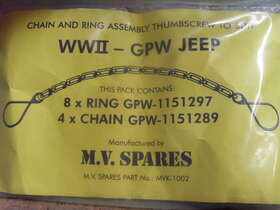 CHAIN AND RING ASSEMBLY THUMBSCREW TO SUIT
WWII - GPW JEEP
THIS PACK CONTAINS:
8 x RING GPW-1151297
4 x CHAIN GPW-1151289
Manufactured by
M.V. SPARES
M.V. SPARES PART No.: MVK-1002